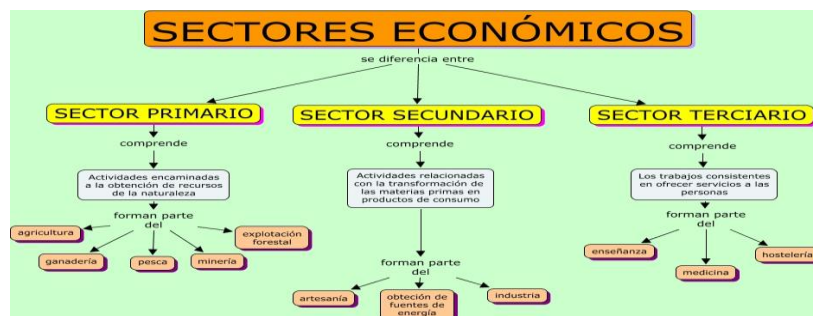 SECTORES ECONÓMICOS
se diferencia entre
SECTOR PRIMARIO
comprende
Actividades encaminadas
a la obtención de recursos
de la naturaleza
forman parte
del
agricultura
ganadería
pesca
minería
explotación
forestal
SECTOR SECUNDARIO
comprende
Actividades relacionadas
con la transformación de
las materias primas en
productos de consumo
forman parte
del
artesanía
obteción de
fuentes de
energía
industria
SECTOR TERCIARIO
comprende
Los trabajos consistentes
en ofrecer servicios a las
personas
forman parte
del
enseñanza
medicina
hostelería